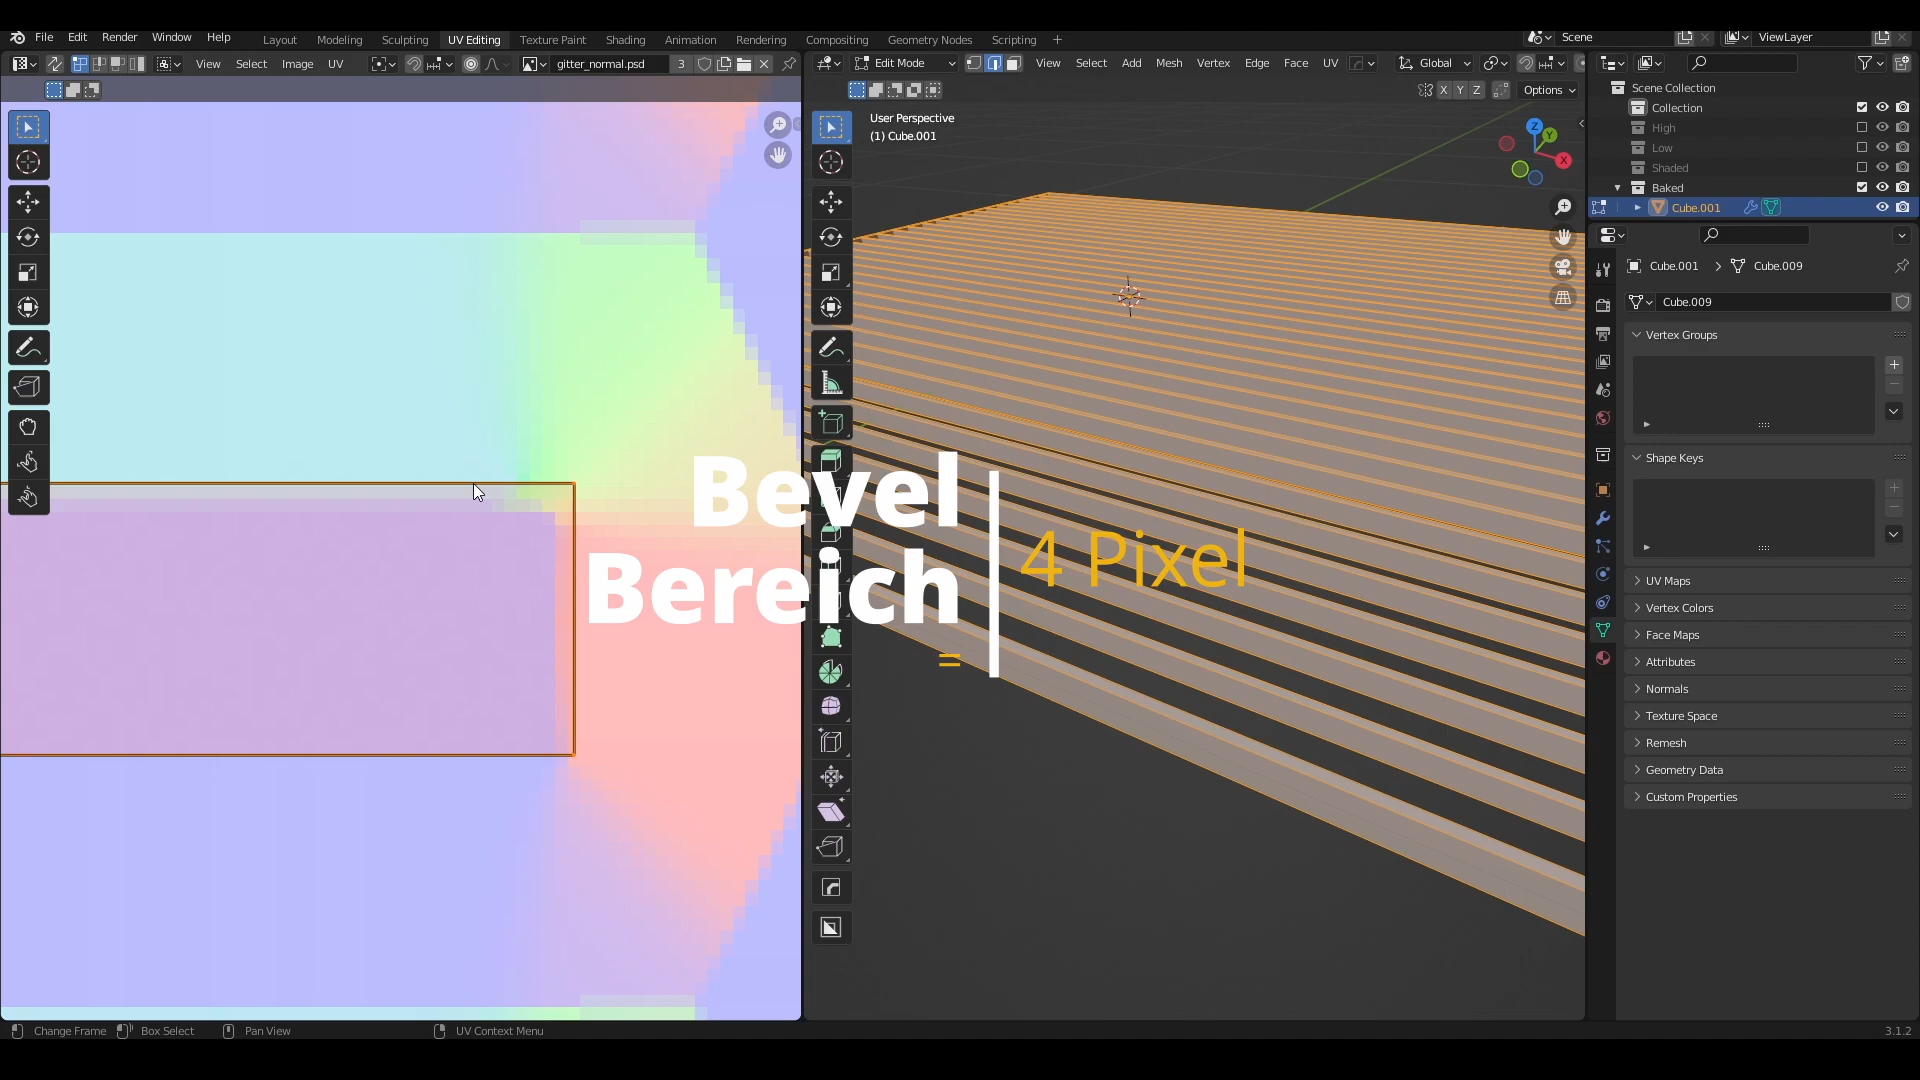 File Edit Render Window Help
Layout Modeling Sculpting UV Editing Texture Paint Shading Animation Rendering Compositing Geometry Nodes Scripting +
Scene
ViewLayer
View Select Image UV
gitter_normal.psd 3
Edit Mode
View Select Add Mesh Vertex Edge Face UV
Global
X Y Z
Options
User Perspective
(1) Cube.001
Z
Y
X
Scene Collection
Collection
High
Low
Shaded
Baked
Cube.001
Cube.001 Cube.009
Cube.009
Vertex Groups
Shape Keys
UV Maps
Vertex Colors
Face Maps
Attributes
Normals
Texture Space
Remesh
Geometry Data
Custom Properties
Bevel
Bereich
=
4 Pixel
Change Frame Box Select Pan View UV Context Menu
3.1.2